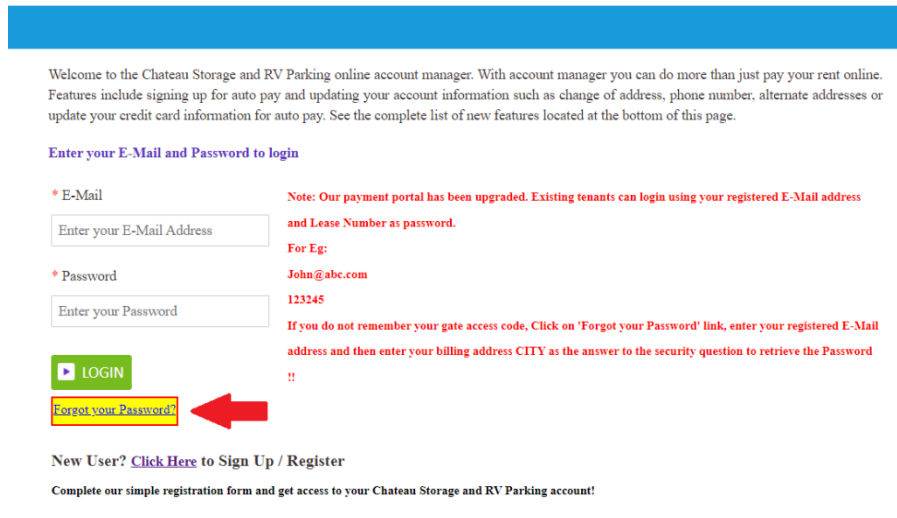 Welcome to the Chateau Storage and RV Parking online account manager. With account manager you can do more than just pay your rent online.
Features include signing up for auto pay and updating your account information such as change of address, phone number, alternate addresses or
update your credit card information for auto pay. See the complete list of new features located at the bottom of this page.
Enter your E-Mail and Password to login
* E-Mail
Enter your E-Mail Address
* Password
Enter your Password
LOGIN
Forgot your Password?
Note: Our payment portal has been upgraded. Existing tenants can login using your registered E-Mail address
and Lease Number as password.
For Eg:
John@abc.com
123245
If you do not remember your gate access code, Click on 'Forgot your Password' link, enter your registered E-Mail
address and then enter your billing address CITY as the answer to the security question to retrieve the Password
!!
New User? Click Here to Sign Up / Register
Complete our simple registration form and get access to your Chateau Storage and RV Parking account!